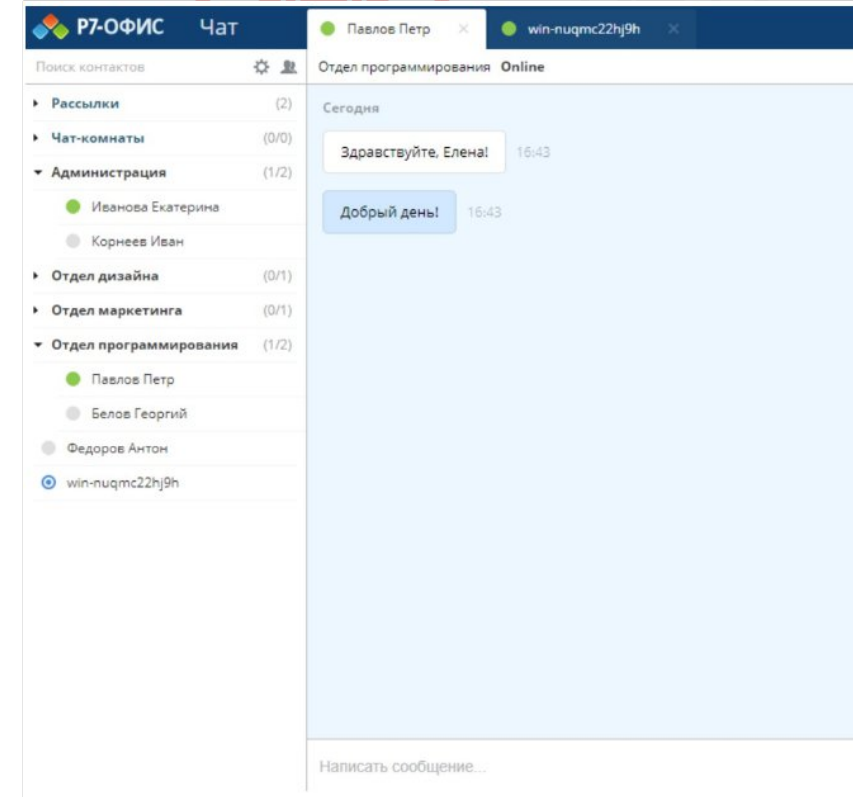 Р7-ОФИС Чат
Павлов Петр
win-nuqmc22hj9h
Поиск контактов
Отдел программирования Online
Рассылки (2)
Чат-комнаты (0/0)
Администрация (1/2)
Иванова Екатерина
Корнеев Иван
Отдел дизайна (0/1)
Отдел маркетинга (0/1)
Отдел программирования (1/2)
Павлов Петр
Белов Георгий
Федоров Антон
win-nuqmc22hj9h
Сегодня
Здравствуйте, Елена! 16:43
Добрый день! 16:43
Написать сообщение...